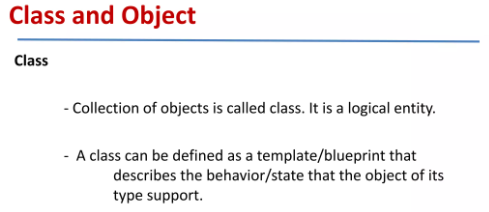 Class and Object
Class
- Collection of objects is called class. It is a logical entity.
- A class can be defined as a template/blueprint that
describes the behavior/state that the object of its
type support.